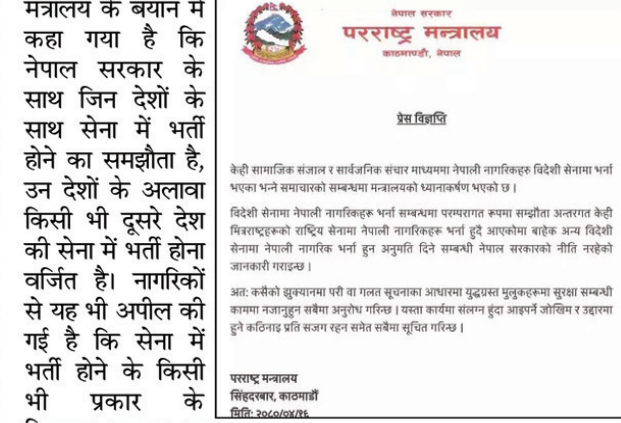 मंत्रालय के बयान में
कहा गया है कि
नेपाल सरकार के
साथ जिन देशों के
साथ सेना में भर्ती
होने का समझौता है,
उन देशों के अलावा
किसी भी दूसरे देश
की सेना में भर्ती होना
वर्जित है। नागरिकों
से यह भी अपील की
गई है कि सेना में
भर्ती होने के किसी
भी प्रकार के
नेपाल सरकार
परराष्ट्र मन्त्रालय
काठमाण्डौ, नेपाल
प्रेस विज्ञप्ति
केही सामाजिक संजाल र सार्वजनिक संचार माध्यममा नेपाली नागरिकहरु विदेशी सेनामा भर्ना
भएका भन्ने समाचारको सम्बन्धमा मन्त्रालयको ध्यानाकर्षण भएको छ।
विदेशी सेनामा नेपाली नागरिकहरू भर्ना सम्बन्धमा परम्परागत रूपमा सम्झौता अन्तरगत केही
मित्रराष्ट्रहरूको राष्ट्रिय सेनामा नेपाली नागरिकहरू भर्ना हुदै आएकोमा बाहेक अन्य विदेशी
सेनामा नेपाली नागरिक भर्ना हुन अनुमति दिने सम्बन्धी नेपाल सरकारको नीति नरहेको
जानकारी गराइन्छ।
अत: कसैको झुक्यानमा परी वा गलत सूचनाका आधारमा युद्धग्रस्त मुलुकहरूमा सुरक्षा सम्बन्धी
काममा नजानुहुन सबैमा अनुरोध गरिन्छ। यस्ता कार्यमा संलग्न हुंदा आइपर्ने जोखिम र उद्दारमा
हुने कठिनाइ प्रति सजग रहन समेत सबैमा सूचित गरिन्छ।
परराष्ट्र मन्त्रालय
सिंहदरबार, काठमाडौं
मिति: २०८०/०४/१६